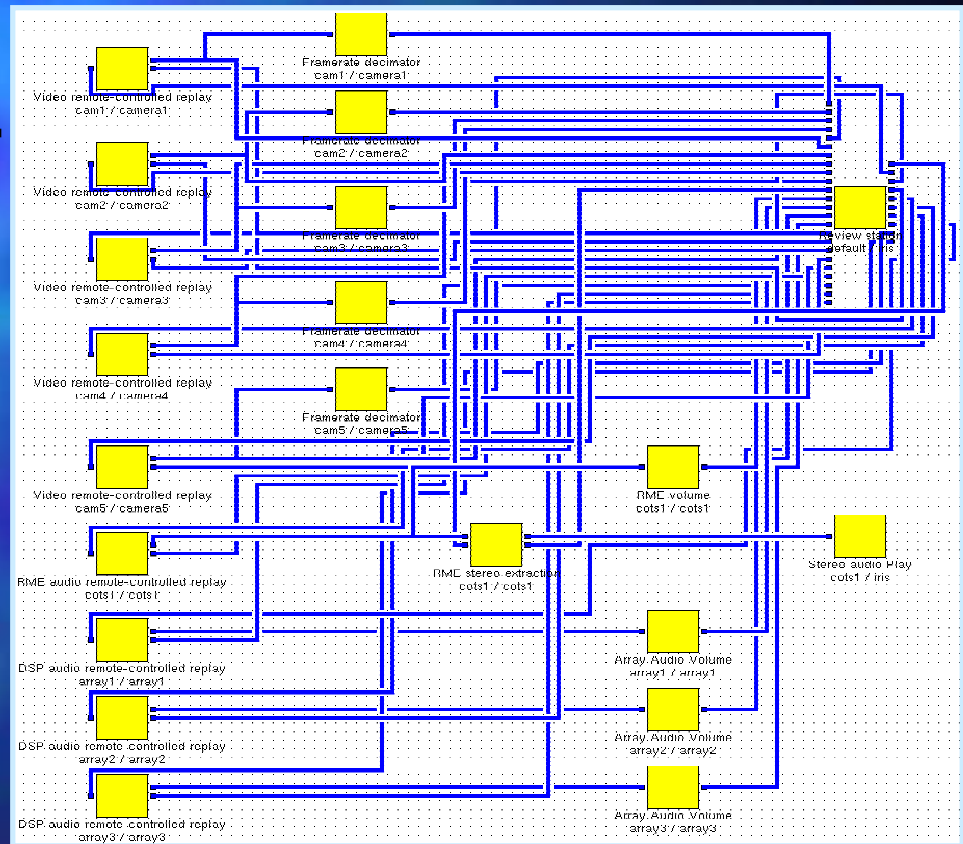 Video remote-controlled replay
cam1 / camera1
Video remote-controlled replay
cam2 / camera2
Video remote-controlled replay
cam3 / camera3
Video remote-controlled replay
cam4 / camera4
Video remote-controlled replay
cam5 / camera5
RME audio remote-controlled replay
cots1 / cots1
DSP audio remote-controlled replay
array1 / array1
DSP audio remote-controlled replay
array2 / array2
DSP audio remote-controlled replay
array3 / array3
Framerate decimator
cam1 / camera1
Framerate decimator
cam2 / camera2
Framerate decimator
cam3 / camera3
Framerate decimator
cam4 / camera4
Framerate decimator
cam5 / camera5
RME stereo extraction
cots1 / cots1
RME volume
cots1 / cots1
Array Audio Volume
array1 / array1
Array Audio Volume
array2 / array2
Array Audio Volume
array3 / array3
Review station
default / iris
Stereo audio Play
cots1 / iris